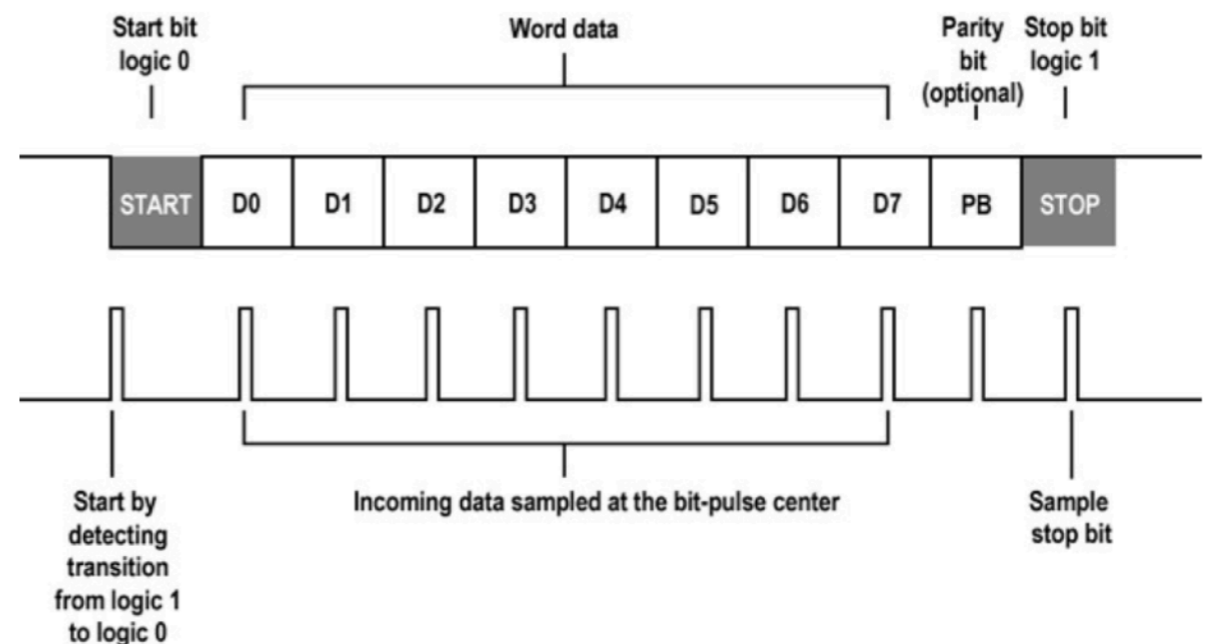 Start bit
logic 0
Word data
Parity
bit
(optional)
Stop bit
logic 1
START D0 D1 D2 D3 D4 D5 D6 D7 PB STOP
Start by
detecting
transition
from logic 1
to logic 0
Incoming data sampled at the bit-pulse center
Sample
stop bit